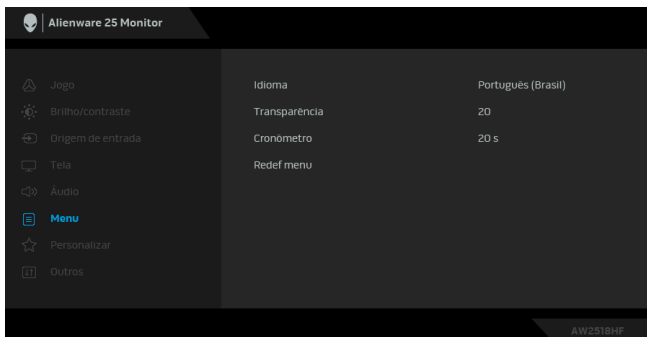 Alienware 25 Monitor
Jogo
Brilho/contraste
Origem de entrada
Tela
Áudio
Menu
Personalizar
Outros
Idioma Português (Brasil)
Transparência 20
Cronômetro 20 s
Redef menu
AW2518HF